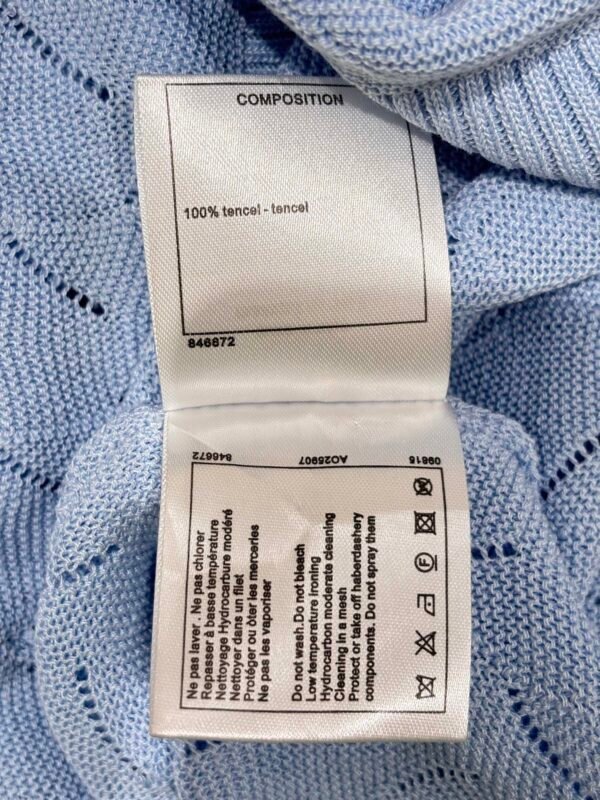 COMPOSITION
100% tencel - tencel
846672
846672
AO25907
09815
Ne pas laver . Ne pas chlorer
Repasser à basse température
Nettoyage Hydrocarbure modéré
Nettoyer dans un filet
Protéger ou ôter les merceries
Ne pas les vaporiser
Do not wash.Do not bleach
Low temperature ironing
Hydrocarbon moderate cleaning
Cleaning in a mesh
Protect or take off haberdashery
components. Do not spray them
F